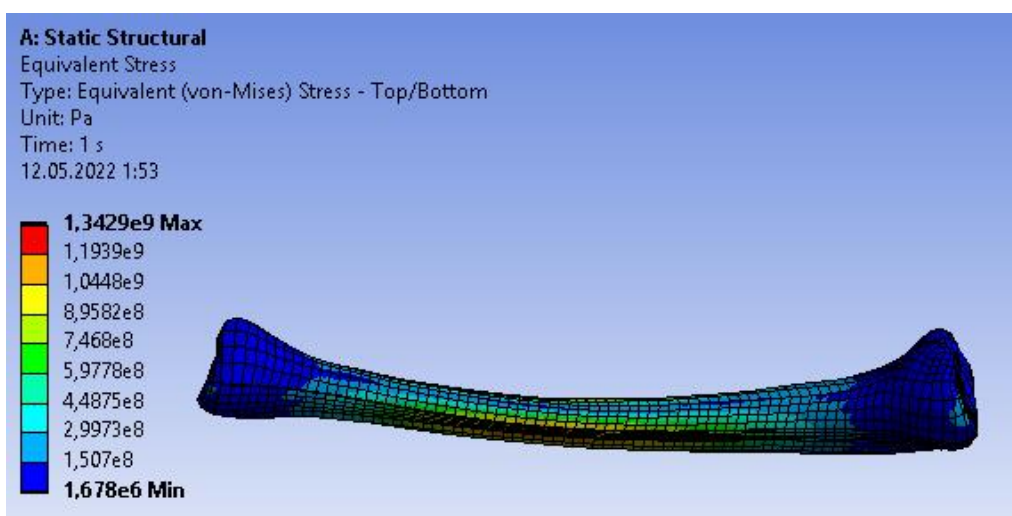 A: Static Structural
Equivalent Stress
Type: Equivalent (von-Mises) Stress - Top/Bottom
Unit: Pa
Time: 1 s
12.05.2022 1:53
1,3429e9 Max
1,1939e9
1,0448e9
8,9582e8
7,468e8
5,9778e8
4,4875e8
2,9973e8
1,507e8
1,678e6 Min